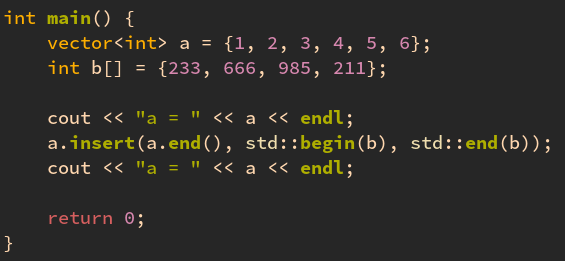 int main() {
    vector<int> a = {1, 2, 3, 4, 5, 6};
    int b[] = {233, 666, 985, 211};

    cout << "a = " << a << endl;
    a.insert(a.end(), std::begin(b), std::end(b));
    cout << "a = " << a << endl;

    return 0;
}